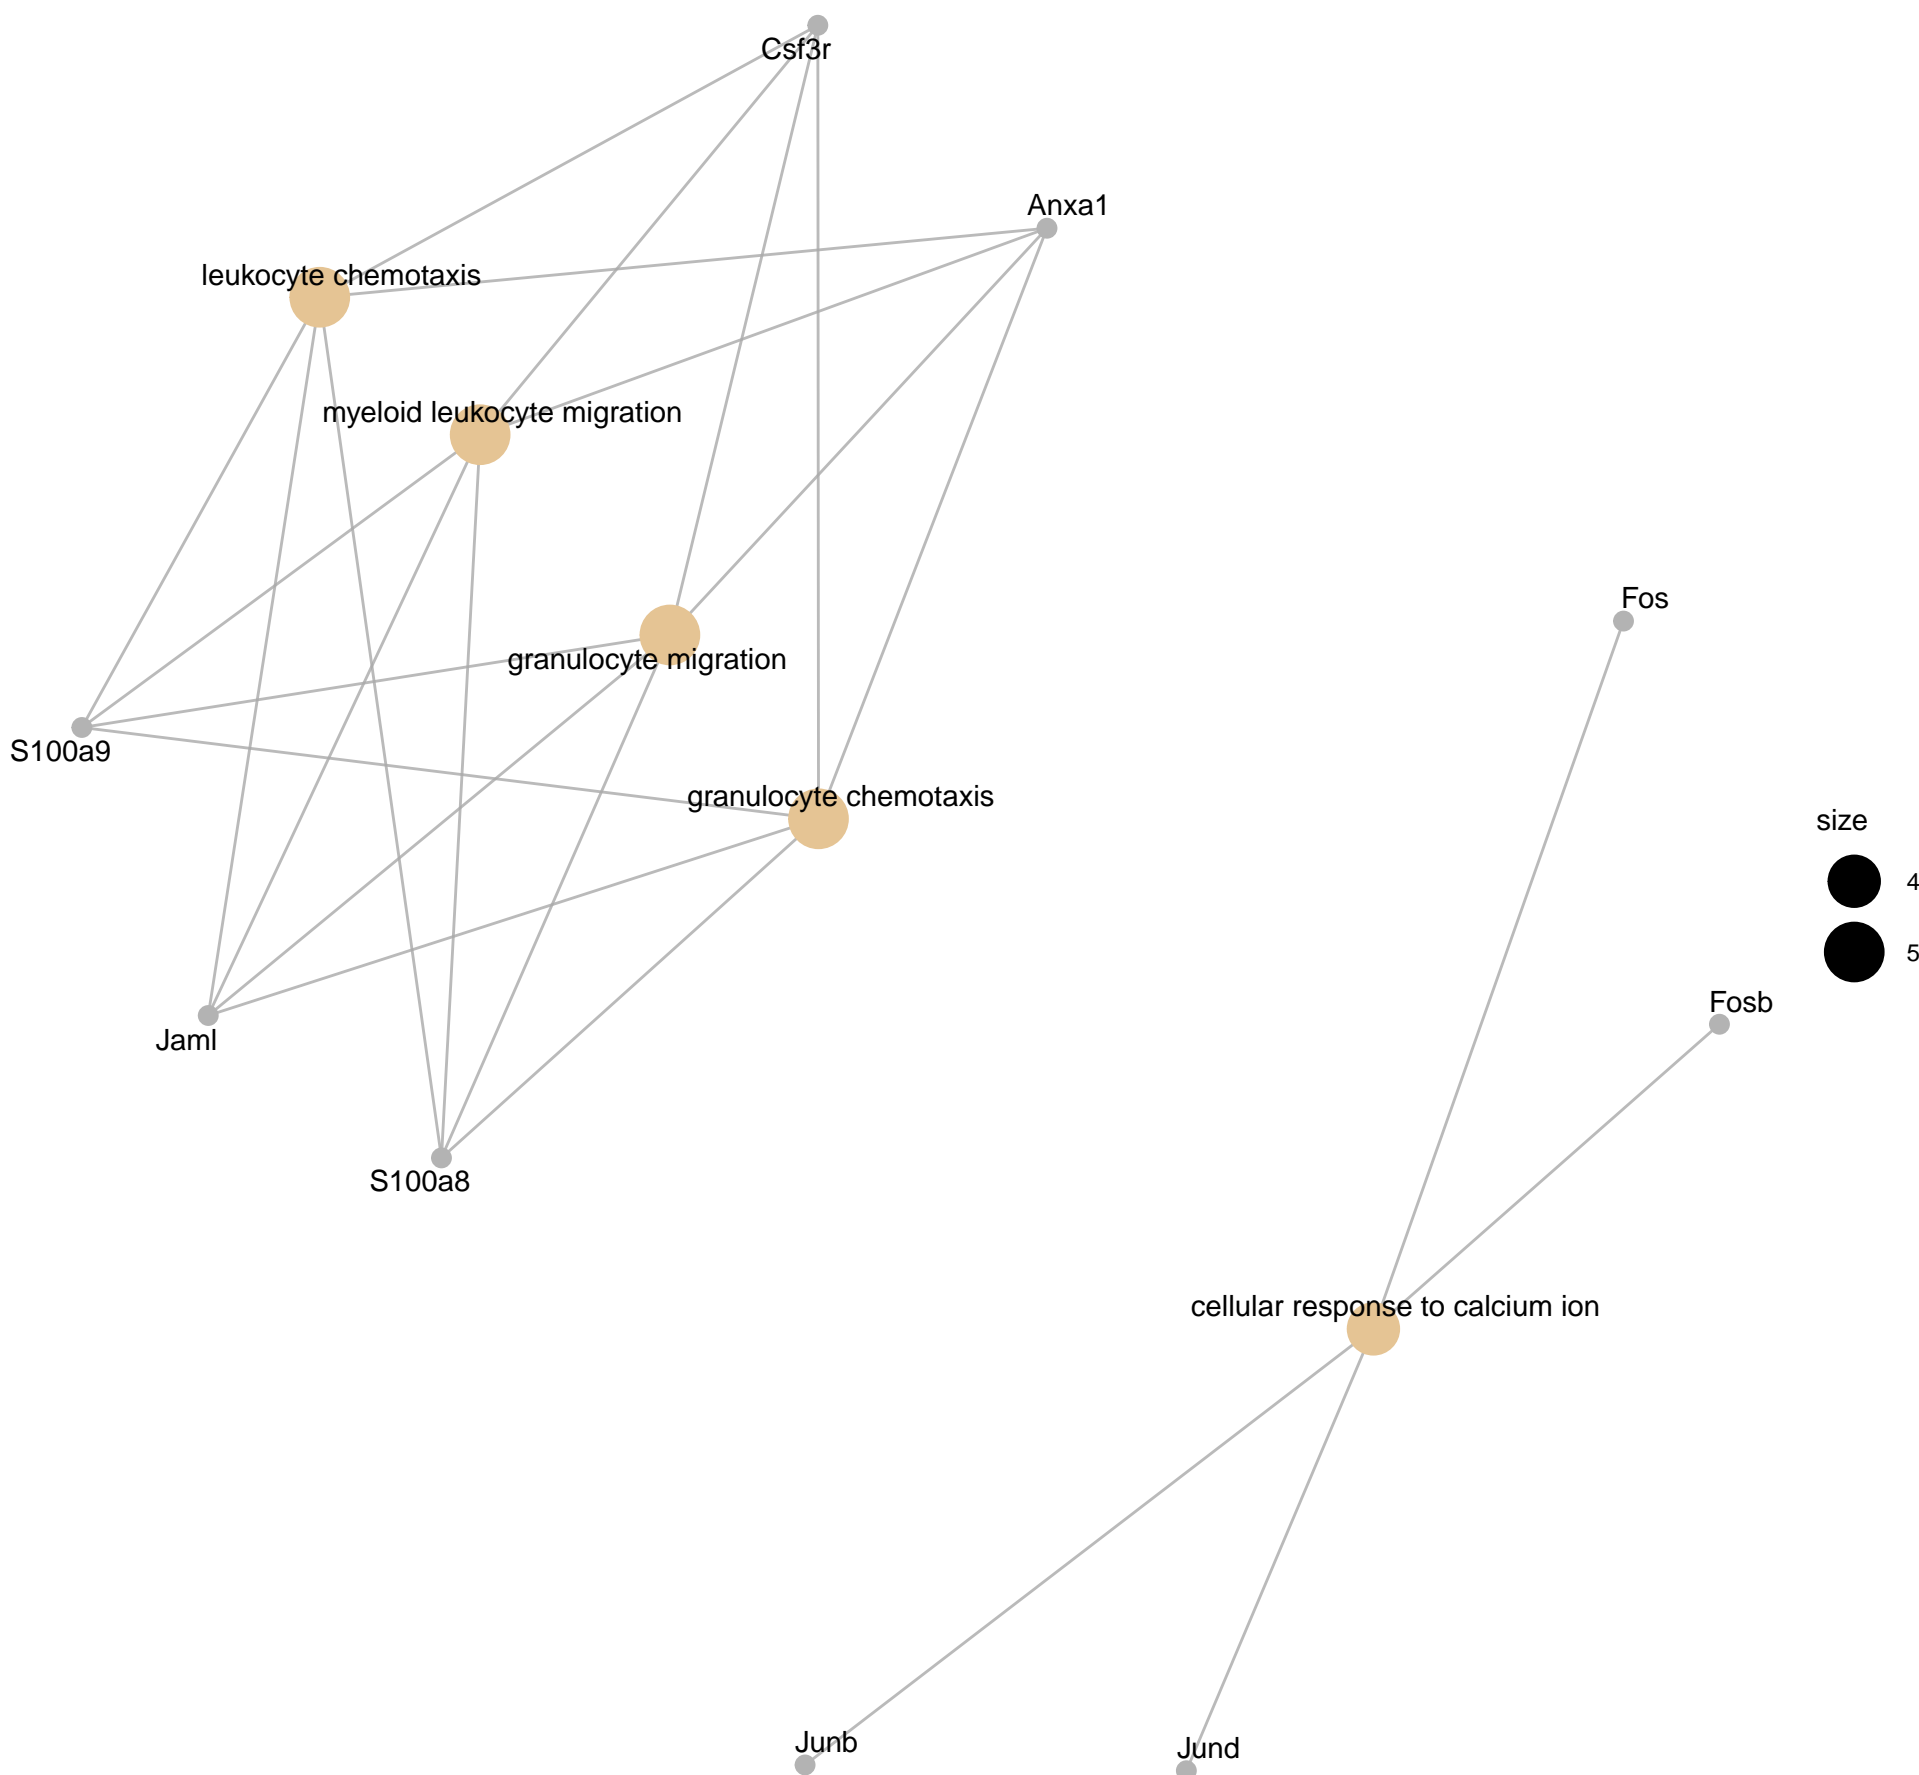 Csf3r
Anxa1
leukocyte chemotaxis
myeloid leukocyte migration
Fos
granulocyte migration
S100a9
granulocyte chemotaxis
size
4
5
Fosb
Jaml
S100a8
cellular response to calcium ion
Junb
Jund